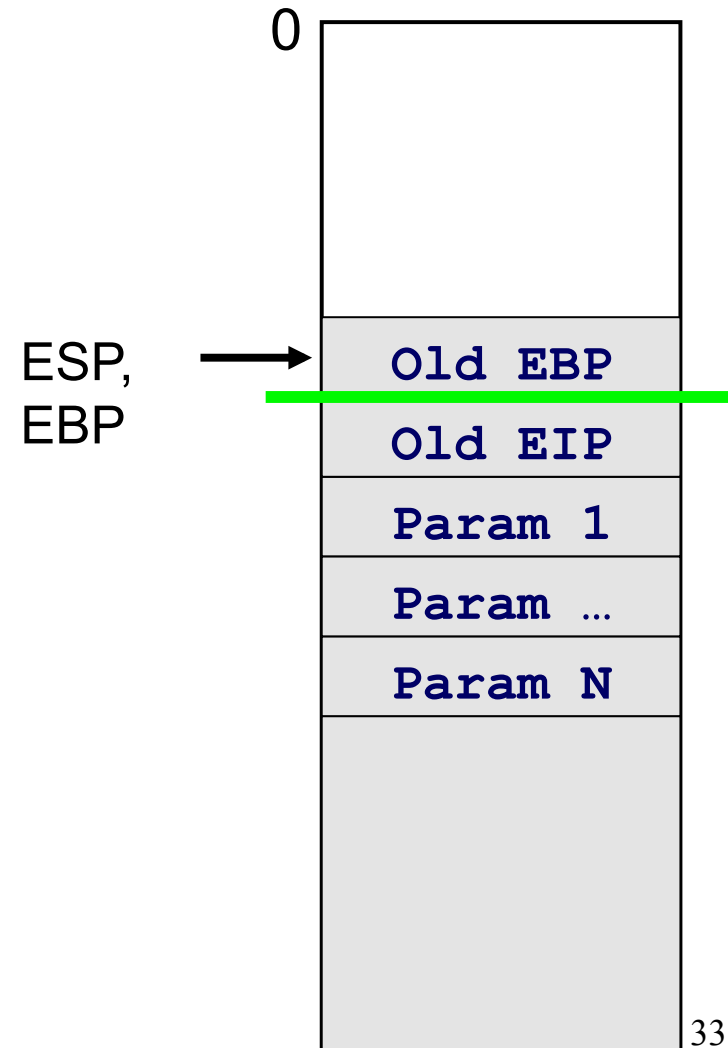 0
ESP,
EBP
Old EBP
Old EIP
Param 1
Param …
Param N
33